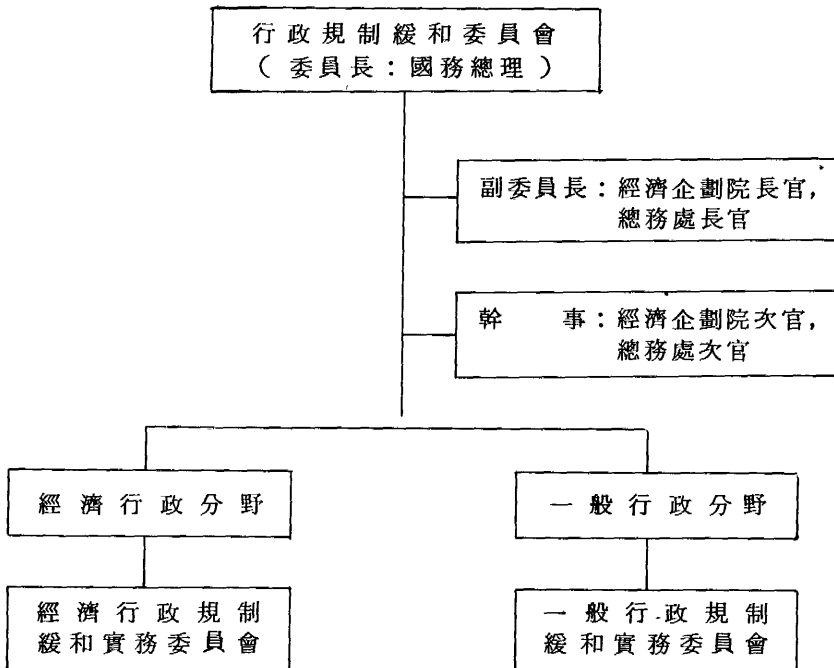 行政規制緩和委員會
( 委員長 : 國務總理 )
副委員長 : 經濟企劃院長官,
總務處長官
幹 事 : 經濟企劃院次官,
總務處次官
經濟行政分野
一般行政分野
經濟行政規制
緩和實務委員會
一般行政規制
緩和實務委員會